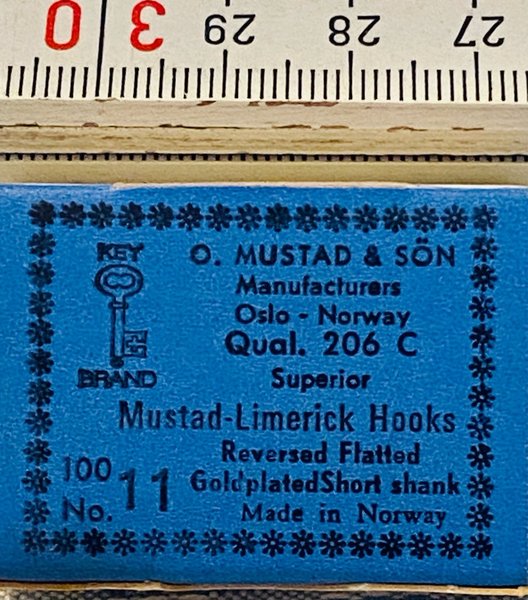 0 3 29 28 27
KEY
BRAND
O. MUSTAD & SÖN
Manufacturers
Oslo - Norway
Qual. 206 C
Superior
Mustad-Limerick Hooks
Reversed Flatted
GoldplatedShort shank
Made in Norway
100
No. 11